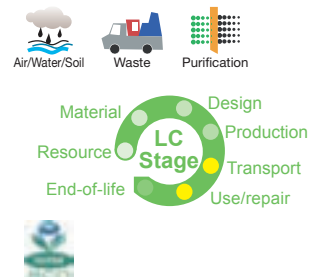 Air/Water/Soil Waste Purification
Design
Material
Production
LC
Stage
Resource
Transport
End-of-life
Use/repair